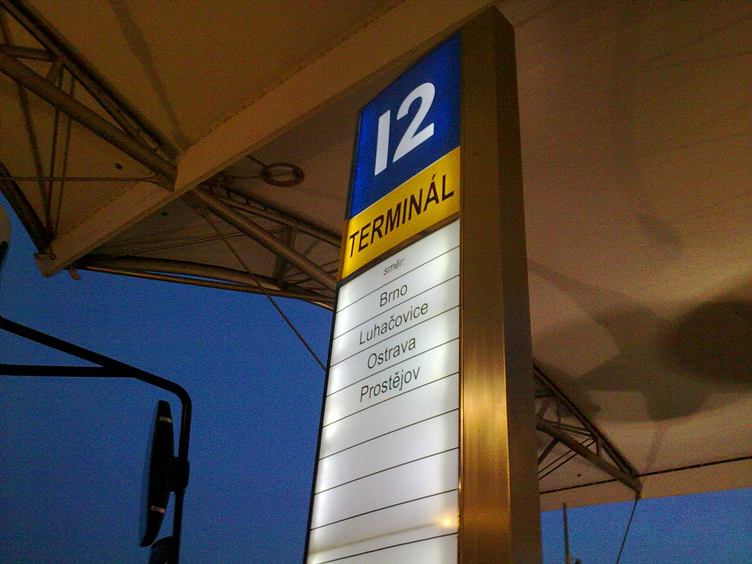 12
TERMINÁL
směr:
Brno
Luhačovice
Ostrava
Prostějov